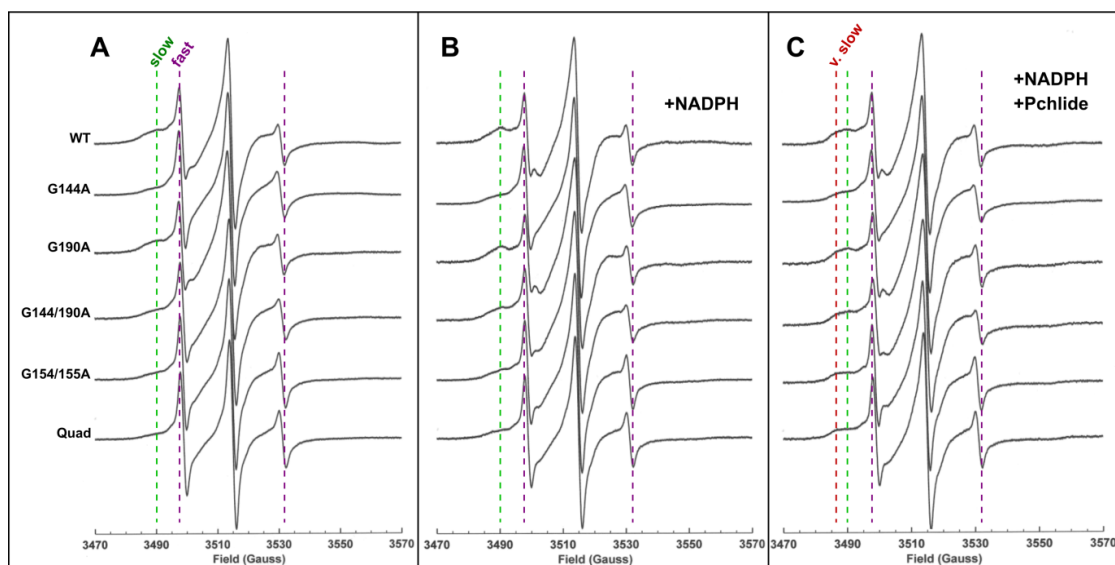 A
slow
fast
WT
G144A
G190A
G144/190A
G154/155A
Quad
3470 3490 3510 3530 3550 3570
Field (Gauss)
B
+NADPH
3470 3490 3510 3530 3550 3570
Field (Gauss)
C
v. slow
+NADPH
+Pchlide
3470 3490 3510 3530 3550 3570
Field (Gauss)